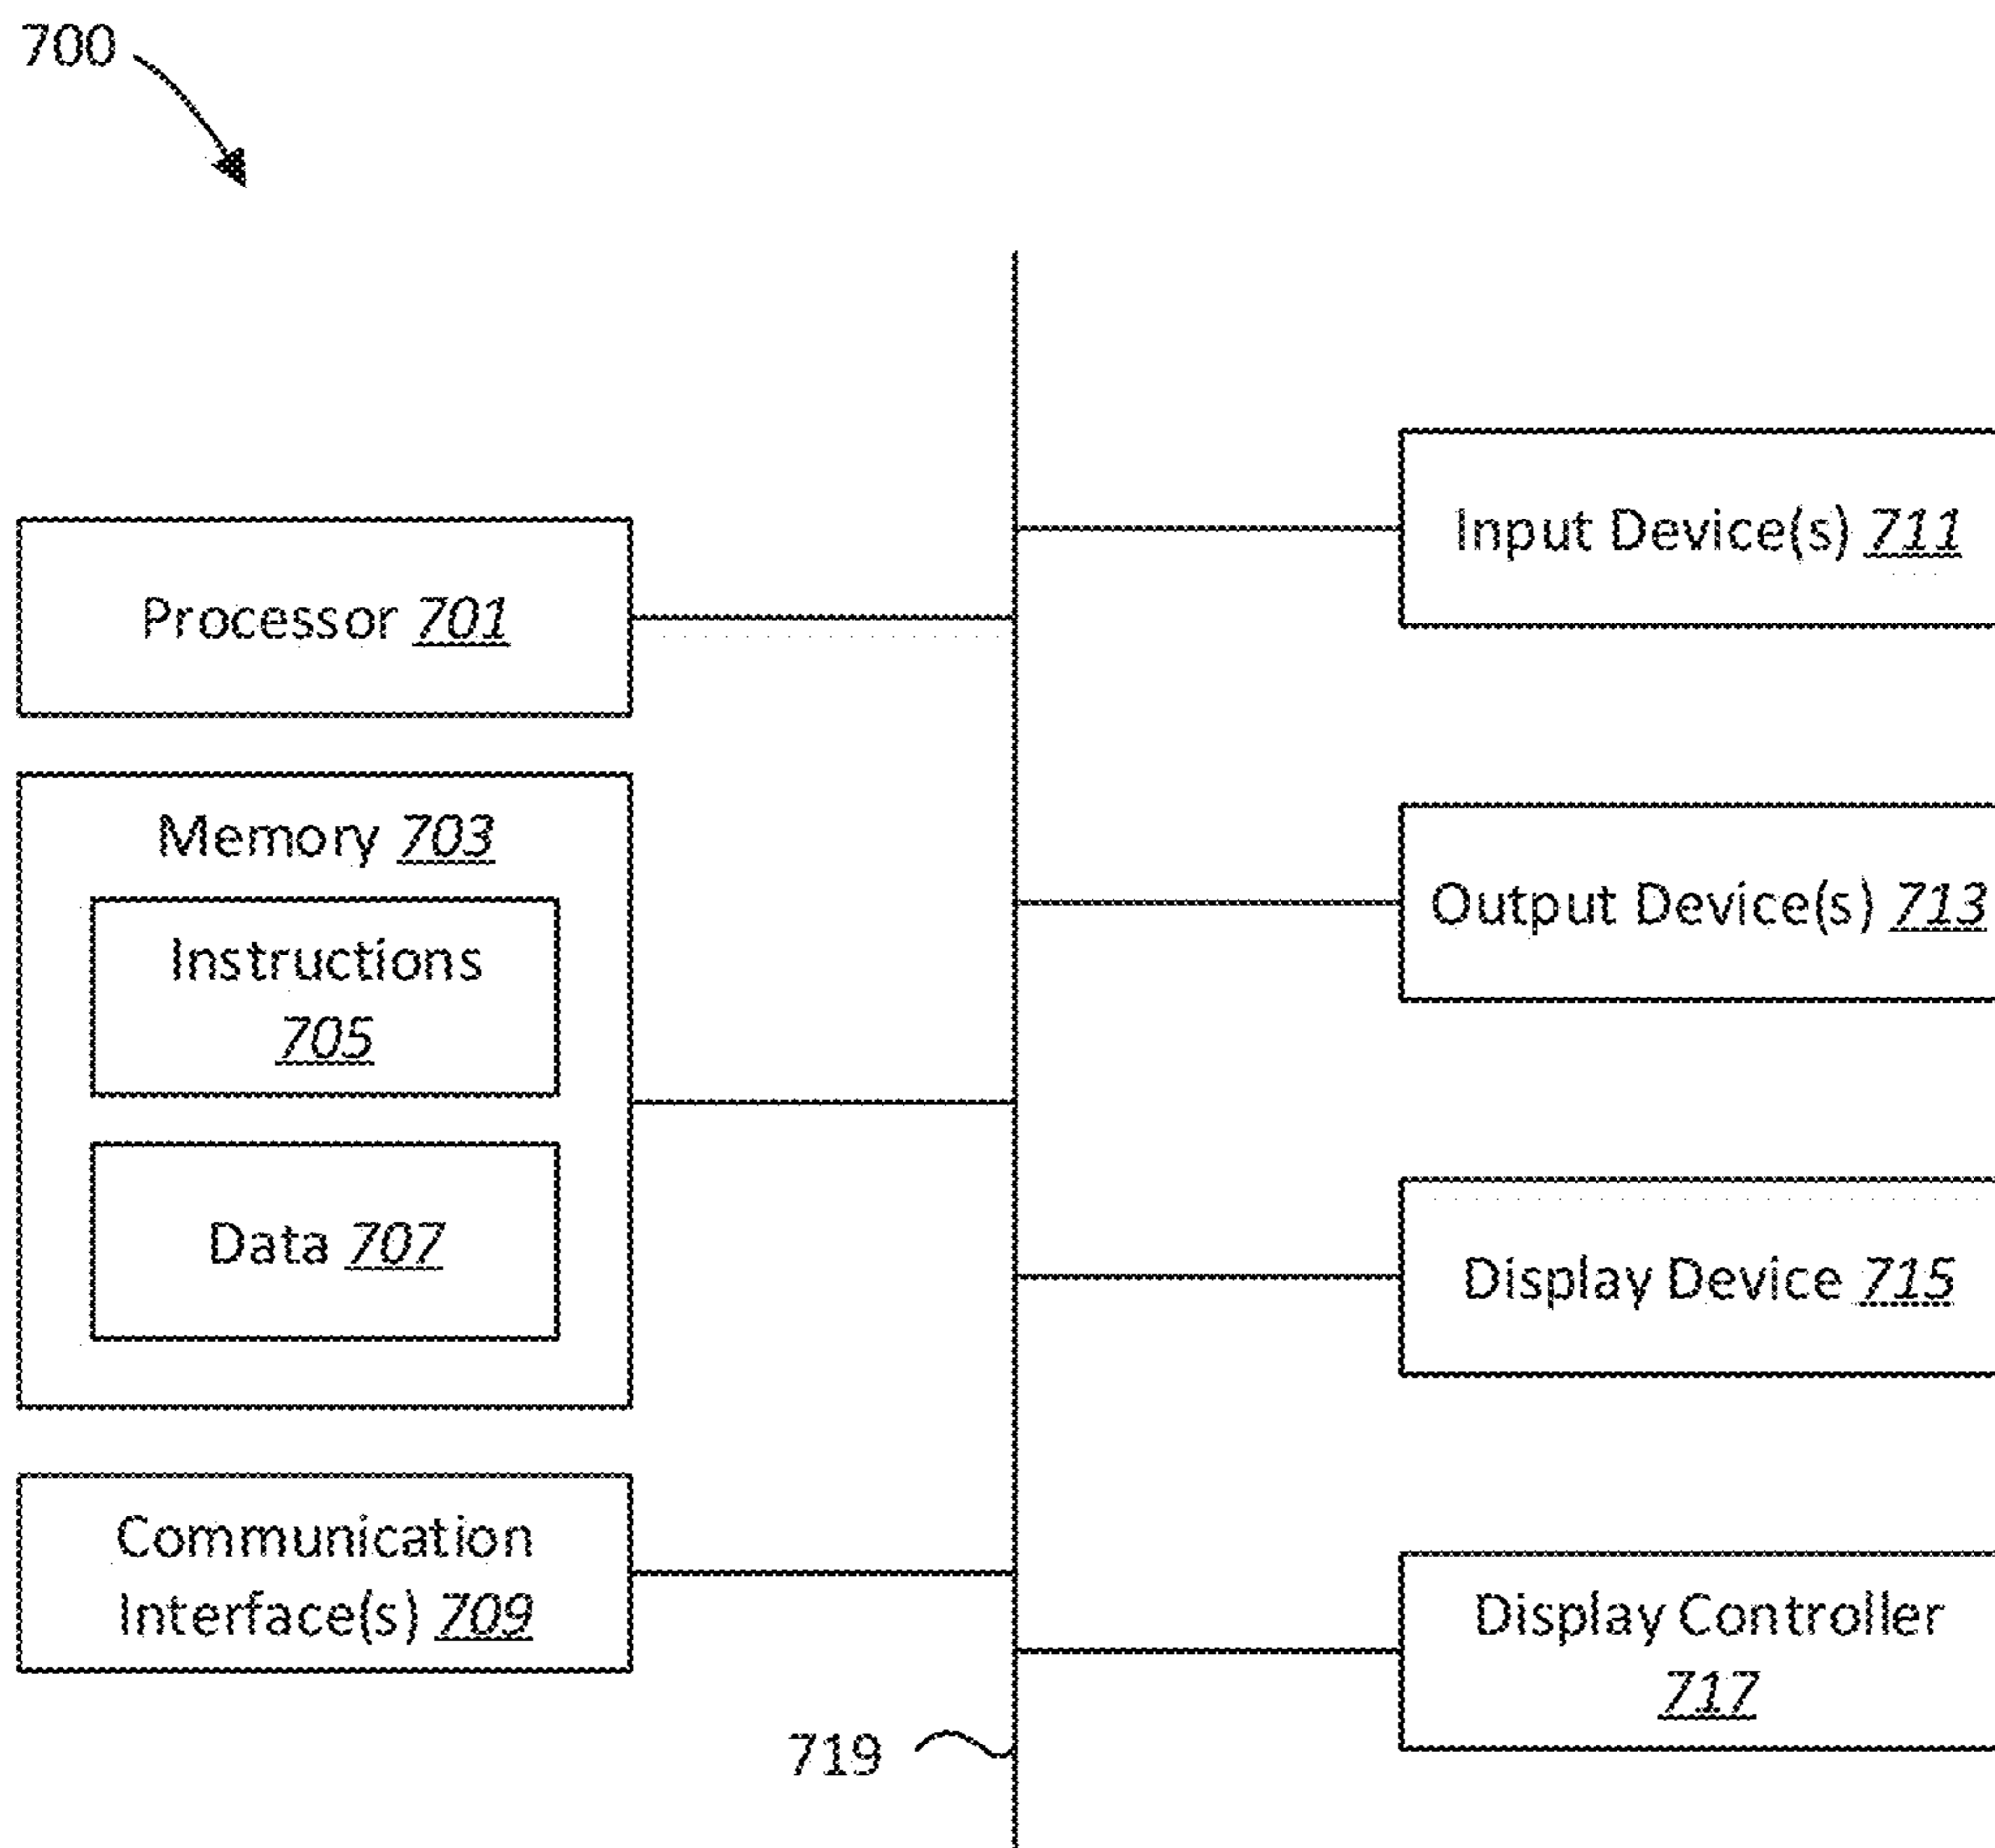 700
Processor 701
Memory 703
Instructions
705
Data 707
Communication
Interface(s) 709
Input Device(s) 711
Output Device(s) 713
Display Device 715
Display Controller
717
719